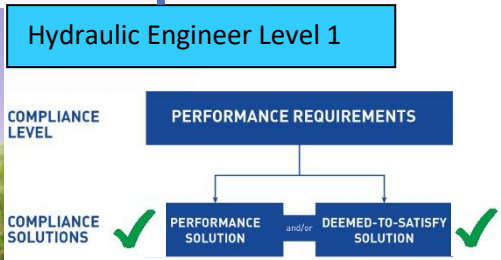 Hydraulic Engineer Level 1
COMPLIANCE
LEVEL
PERFORMANCE REQUIREMENTS
COMPLIANCE
SOLUTIONS
PERFORMANCE
SOLUTION
and/or
DEEMED-TO-SATISFY
SOLUTION